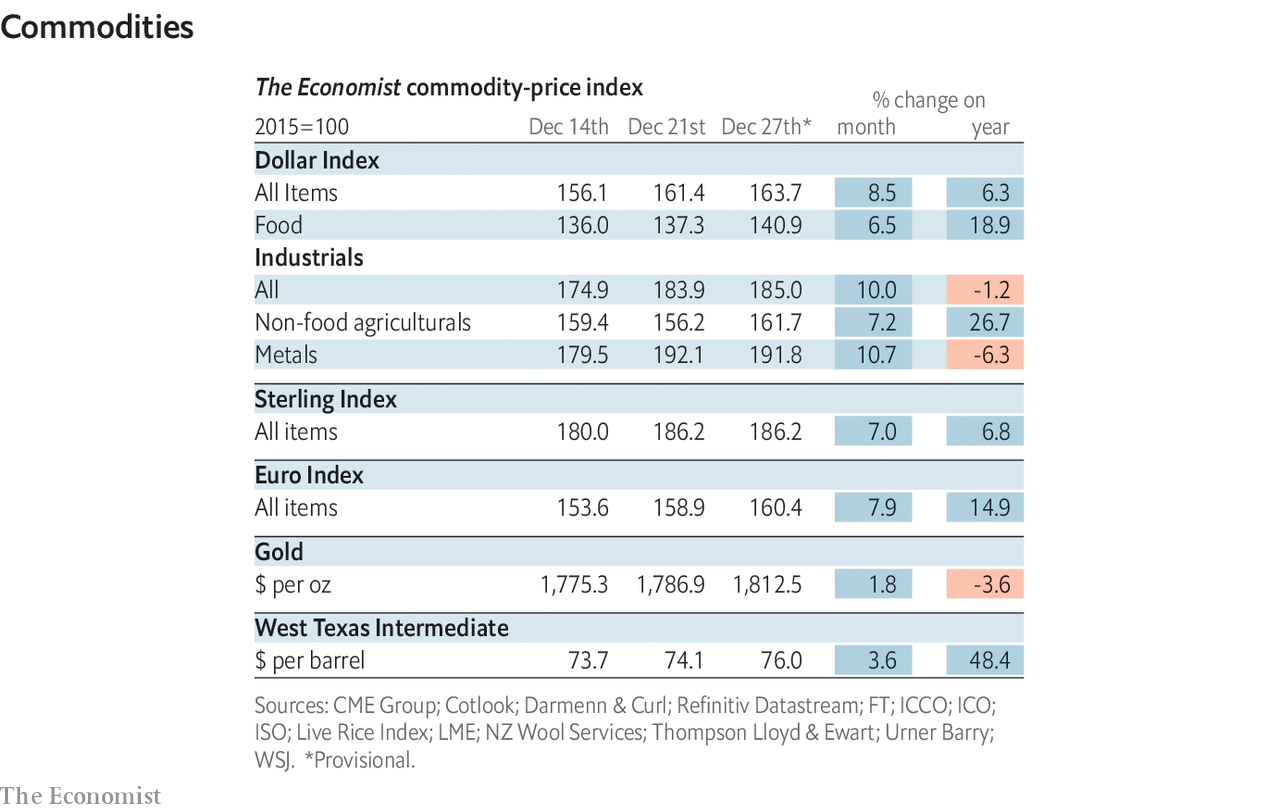 Commodities
The Economist commodity-price index
% change on
2015=100 Dec 14th Dec 21st Dec 27th* month year
Dollar Index
All Items 156.1 161.4 163.7 8.5 6.3
Food 136.0 137.3 140.9 6.5 18.9
Industrials
All 174.9 183.9 185.0 10.0 -1.2
Non-food agriculturals 159.4 156.2 161.7 7.2 26.7
Metals 179.5 192.1 191.8 10.7 -6.3
Sterling Index
All items 180.0 186.2 186.2 7.0 6.8
Euro Index
All items 153.6 158.9 160.4 7.9 14.9
Gold
$ per oz 1,775.3 1,786.9 1,812.5 1.8 -3.6
West Texas Intermediate
$ per barrel 73.7 74.1 76.0 3.6 48.4
Sources: CME Group; Cotlook; Darmenn & Curl; Refinitiv Datastream; FT; ICCO; ICO;
ISO; Live Rice Index; LME; NZ Wool Services; Thompson Lloyd & Ewart; Urner Barry;
WSJ. *Provisional.
The Economist